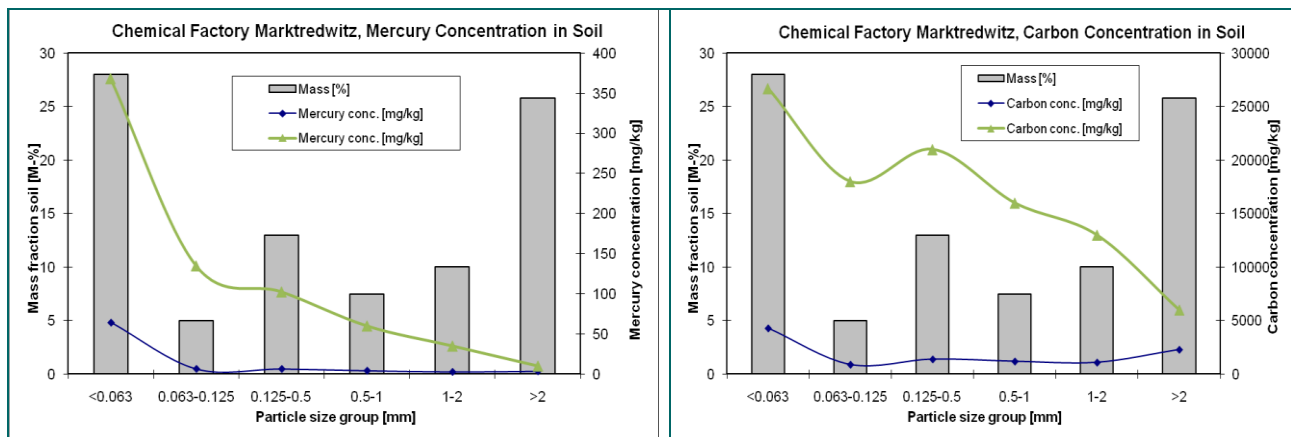 Chemical Factory Marktredwitz, Mercury Concentration in Soil
30
25
20
15
10
5
0
Mass fraction soil [M-%]
400
350
300
250
200
150
100
50
0
Mercury concentration [mg/kg]
Mass [%]
Mercury conc. [mg/kg]
Mercury conc. [mg/kg]
<0.063 0.063-0.125 0.125-0.5 0.5-1 1-2 >2
Particle size group [mm]
Chemical Factory Marktredwitz, Carbon Concentration in Soil
30
25
20
15
10
5
0
Mass fraction soil [M-%]
30000
25000
20000
15000
10000
5000
0
Carbon concentration [mg/kg]
Mass [%]
Carbon conc. [mg/kg]
Carbon conc. [mg/kg]
<0.063 0.063-0.125 0.125-0.5 0.5-1 1-2 >2
Particle size group [mm]